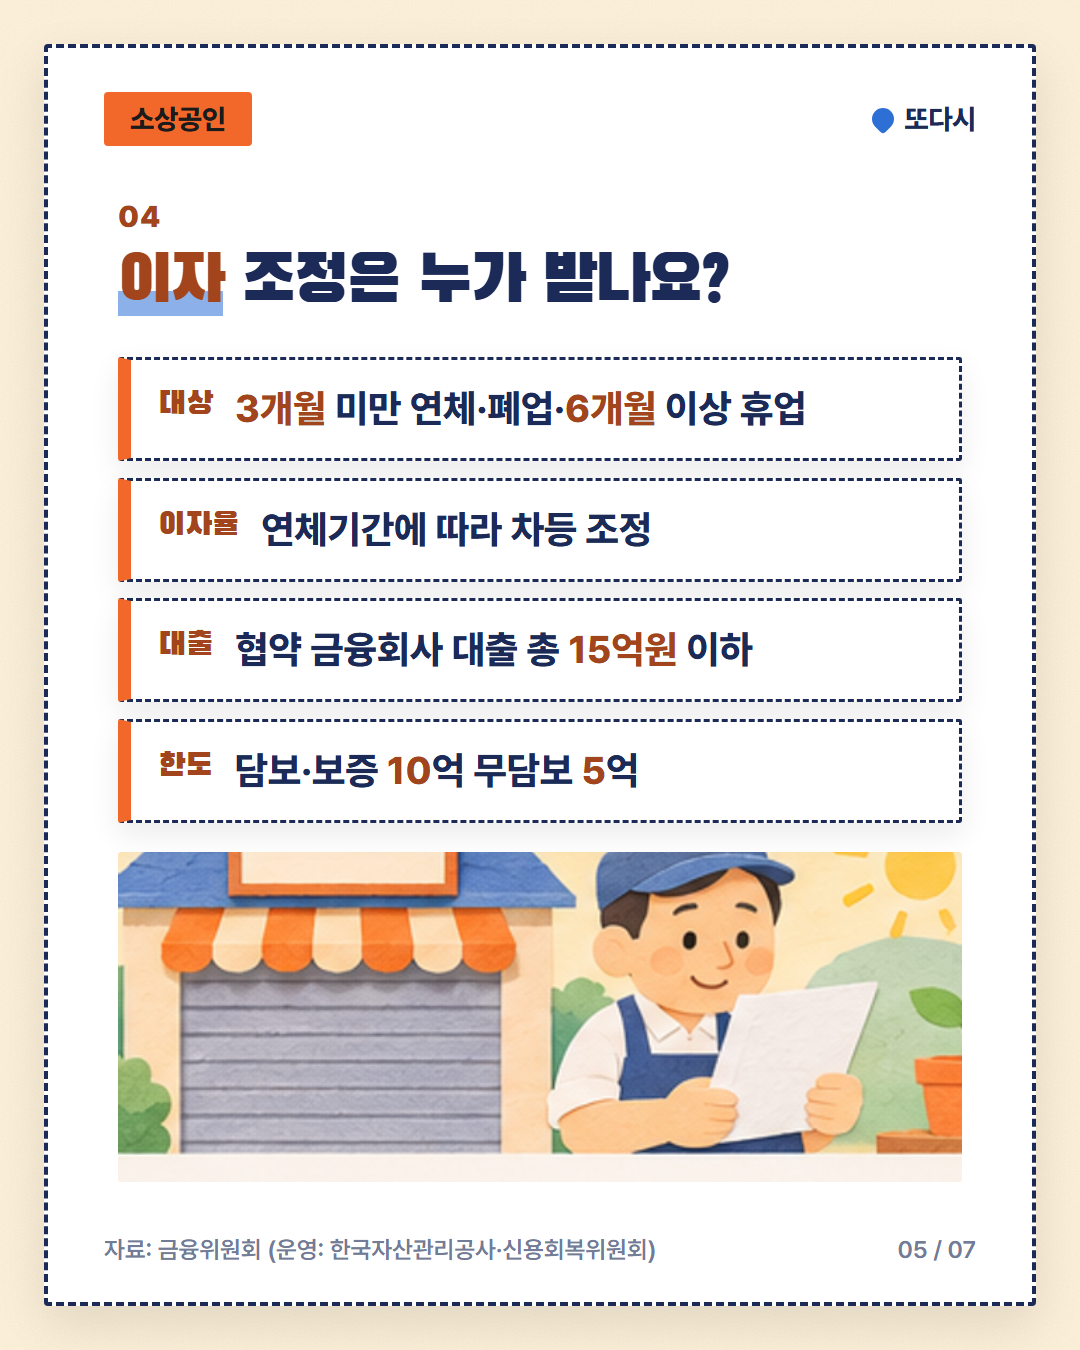 소상공인
또다시
04
이자 조정은 누가 받나요?
대상 3개월 미만 연체·폐업·6개월 이상 휴업
이자율 연체기간에 따라 차등 조정
대출 협약 금융회사 대출 총 15억원 이하
한도 담보·보증 10억 무담보 5억
자료: 금융위원회 (운영: 한국자산관리공사·신용회복위원회)
05 / 07